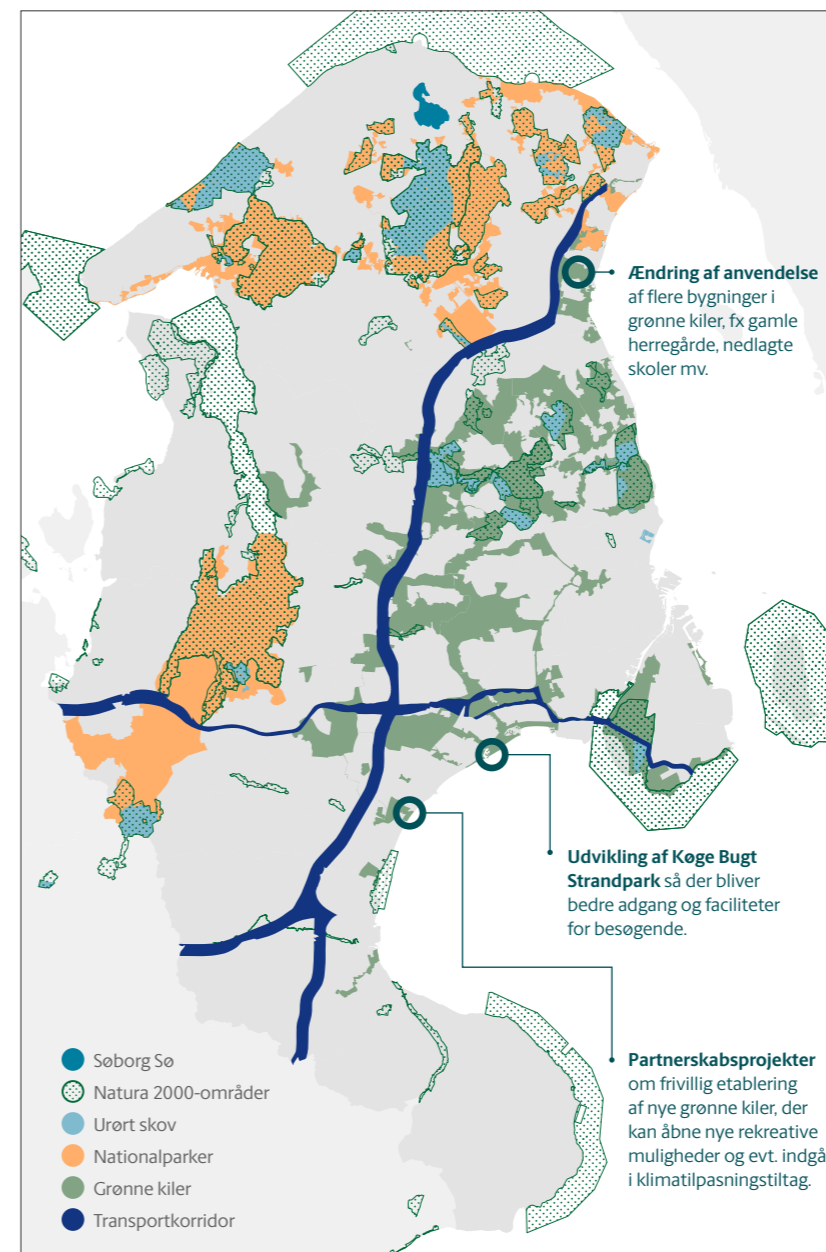 Ændring af anvendelse
af flere bygninger i
grønne kiler, fx gamle
herregårde, nedlagte
skoler mv.
Udvikling af Køge Bugt
Strandpark så der bliver
bedre adgang og faciliteter
for besøgende.
Partnerskabsprojekter
om frivillig etablering
af nye grønne kiler, der
kan åbne nye rekreative
muligheder og evt. indgå
i klimatilpasningstiltag.
Søborg Sø
Natura 2000-områder
Urørt skov
Nationalparker
Grønne kiler
Transportkorridor